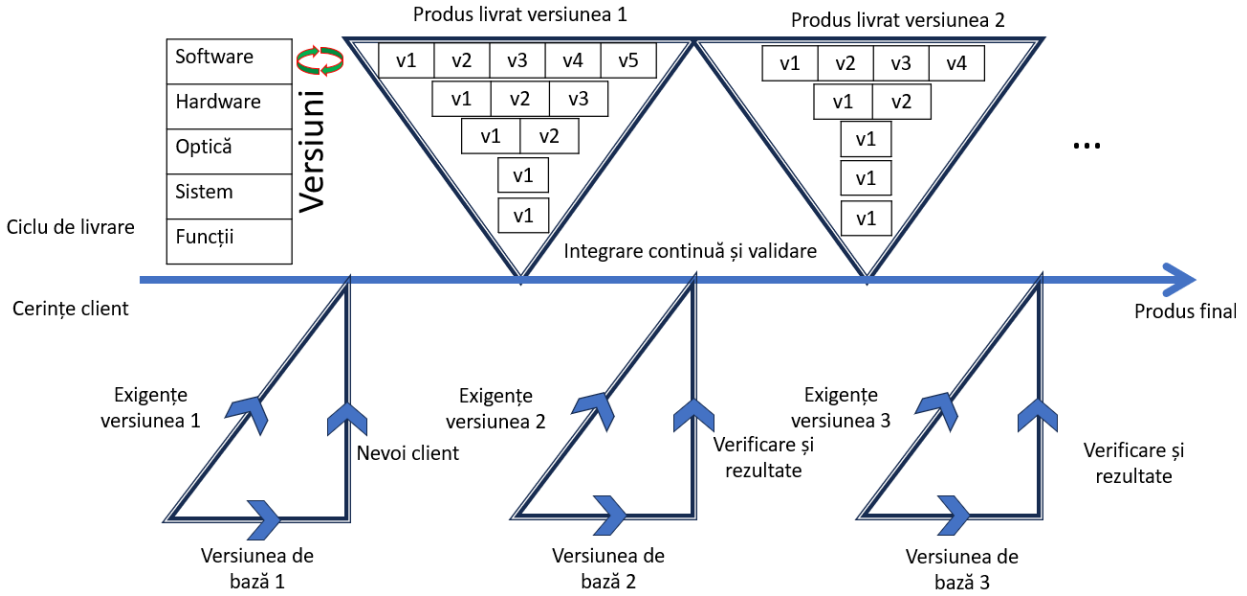 Produs livrat versiunea 1
Produs livrat versiunea 2
Software
Hardware
Optică
Sistem
Funcții
Versiuni
v1 v2 v3 v4 v5
v1 v2 v3
v1 v2
v1
v1
v1 v2 v3 v4
v1 v2
v1
v1
v1
...
Ciclu de livrare
Integrare continuă și validare
Cerințe client
Produs final
Exigențe
versiunea 1
Nevoi client
Versiunea de
bază 1
Exigențe
versiunea 2
Verificare și
rezultate
Versiunea de
bază 2
Exigențe
versiunea 3
Verificare și
rezultate
Versiunea de
bază 3